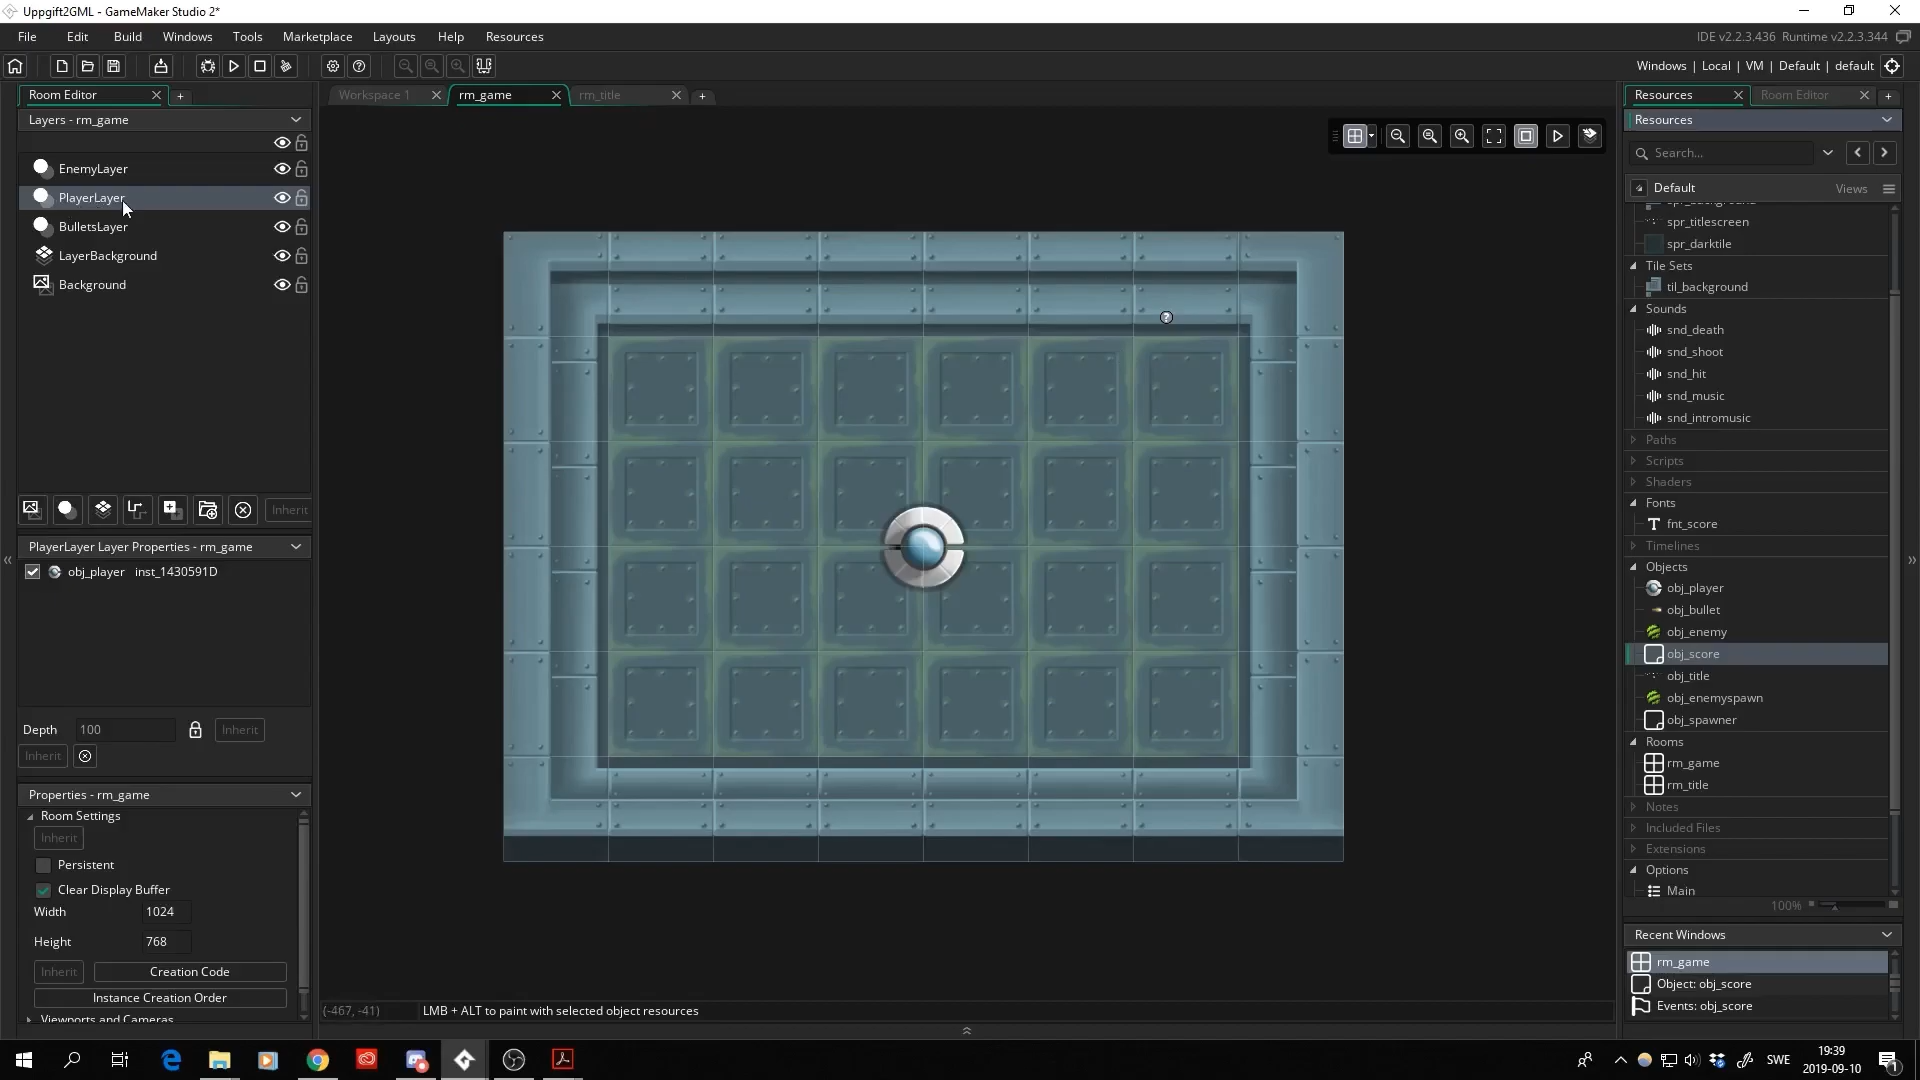 Uppgift2GML - GameMaker Studio 2*
File Edit Build Windows Tools Marketplace Layouts Help Resources
IDE v2.2.3.436 Runtime v2.2.3.344
Windows | Local | VM | Default | default
Room Editor
Workspace 1
rm_game
rm_title
Resources
Room Editor
Layers - rm_game
Resources
Search...
EnemyLayer
PlayerLayer
BulletsLayer
LayerBackground
Background
Default
Views
spr_titlescreen
spr_darktile
Tile Sets
til_background
Sounds
snd_death
snd_shoot
snd_hit
snd_music
snd_intromusic
Paths
Scripts
Shaders
Fonts
fnt_score
Timelines
Objects
obj_player
obj_bullet
obj_enemy
obj_score
obj_title
obj_enemyspawn
obj_spawner
Rooms
rm_game
rm_title
Notes
Included Files
Extensions
Options
Main
100%
Inherit
PlayerLayer Layer Properties - rm_game
obj_player inst_1430591D
Depth 100 Inherit
Inherit
Properties - rm_game
Room Settings
Inherit
Persistent
Clear Display Buffer
Width 1024
Height 768
Inherit Creation Code
Instance Creation Order
Viewports and Cameras
(-467, -41) LMB + ALT to paint with selected object resources
Recent Windows
rm_game
Object: obj_score
Events: obj_score
SWE
19:39
2019-09-10
1